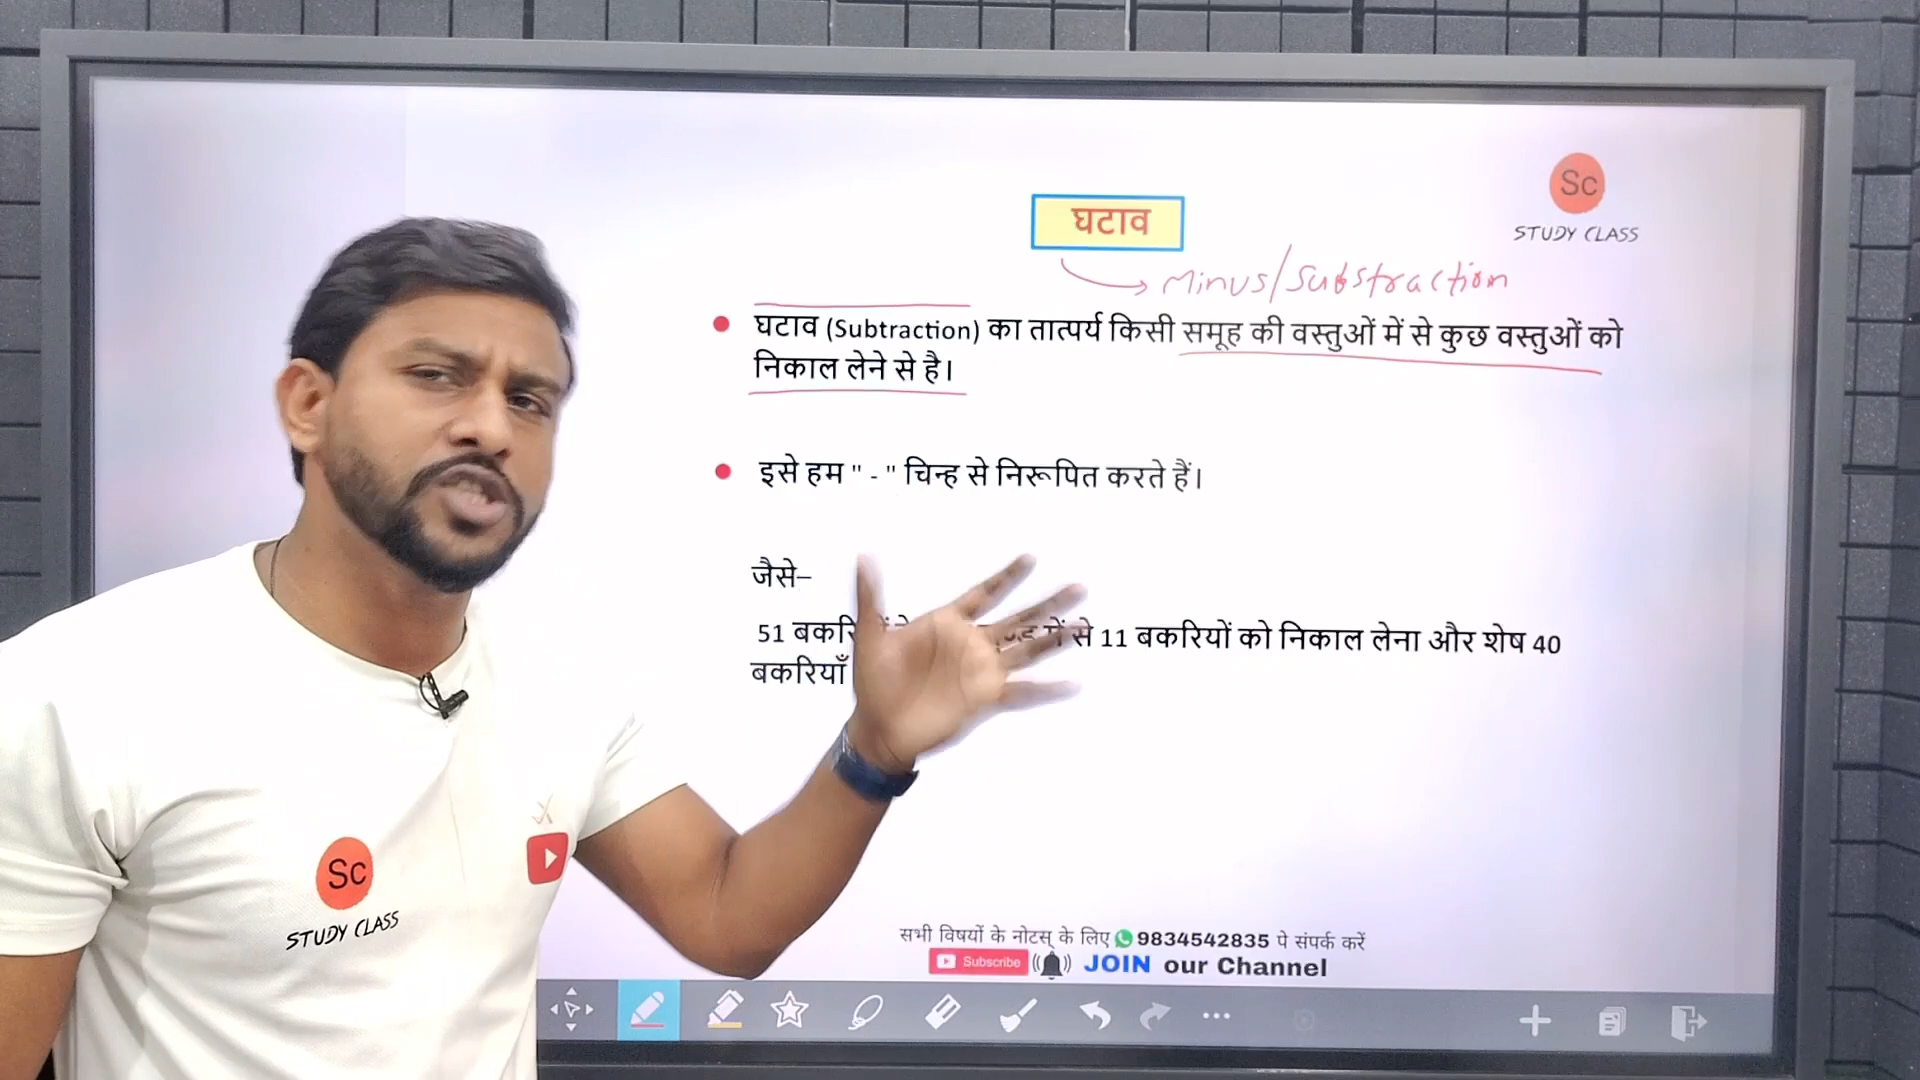 Sc
STUDY CLASS
घटाव
Minus/Substraction
घटाव (Subtraction) का तात्पर्य किसी समूह की वस्तुओं में से कुछ वस्तुओं को
निकाल लेने से है।
इसे हम " - " चिन्ह से निरूपित करते हैं।
जैसे–
51 में से 11 बकरियों को निकाल लेना और शेष 40
बकरियाँ
Sc
STUDY CLASS
सभी विषयों के नोटस् के लिए 9834542835 पे संपर्क करें
Subscribe JOIN our Channel